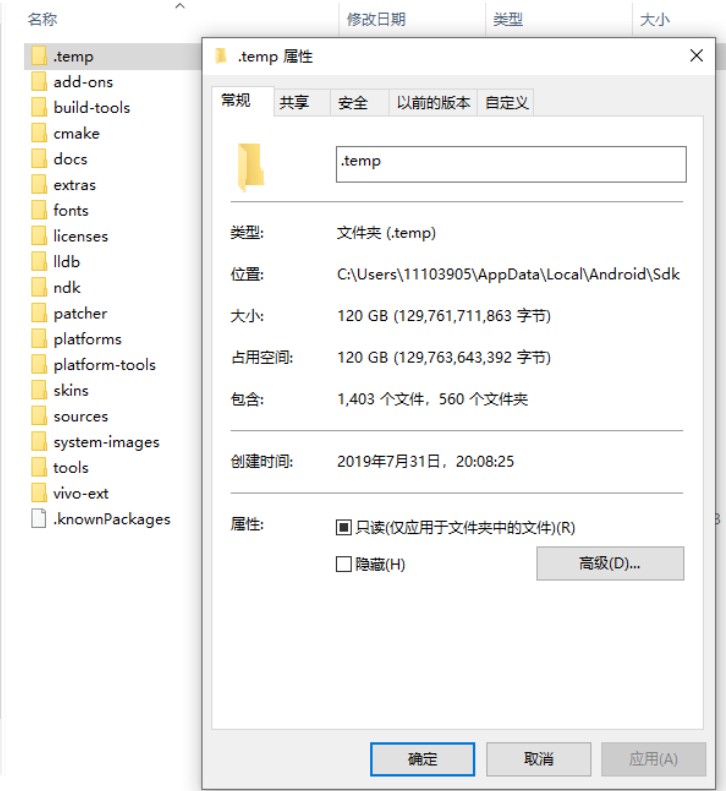 名称 修改日期 类型 大小
.temp
add-ons
build-tools
cmake
docs
extras
fonts
licenses
lldb
ndk
patcher
platforms
platform-tools
skins
sources
system-images
tools
vivo-ext
.knownPackages
.temp 属性
常规 共享 安全 以前的版本 自定义
.temp
类型: 文件夹 (.temp)
位置: C:\Users\11103905\AppData\Local\Android\Sdk
大小: 120 GB (129,761,711,863 字节)
占用空间: 120 GB (129,763,643,392 字节)
包含: 1,403 个文件，560 个文件夹
创建时间: 2019年7月31日，20:08:25
属性: 只读(仅应用于文件夹中的文件)(R)
隐藏(H) 高级(D)...
确定 取消 应用(A)